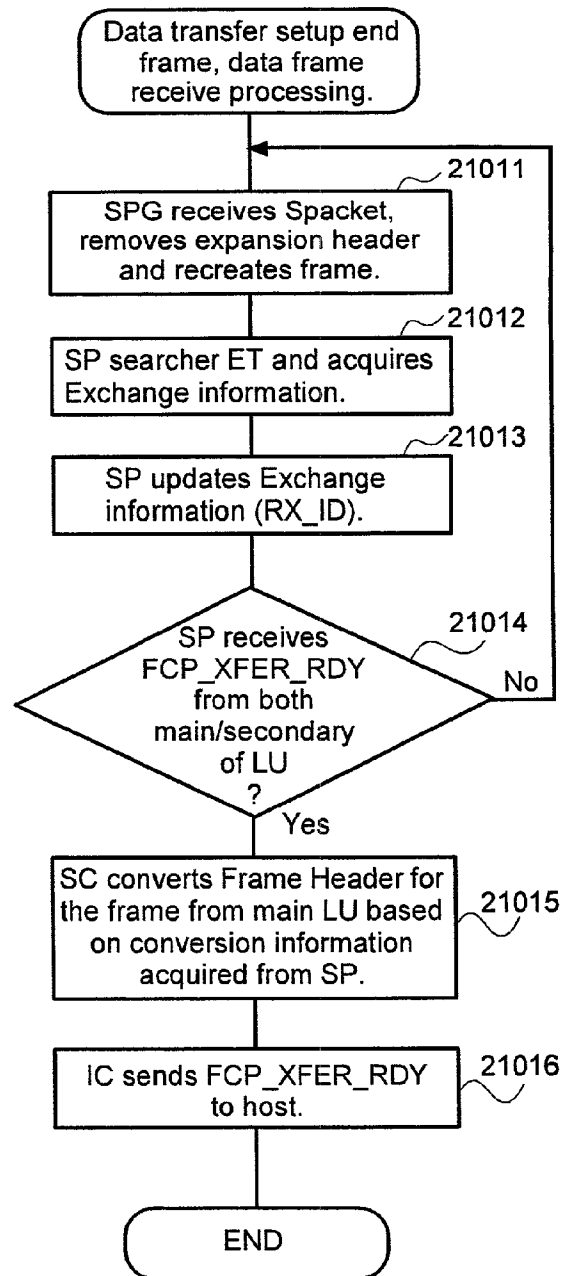 Data transfer setup end
frame, data frame
receive processing.
21011
SPG receives Spacket,
removes expansion header
and recreates frame.
21012
SP searcher ET and acquires
Exchange information.
21013
SP updates Exchange
information (RX_ID).
21014
SP receives
FCP_XFER_RDY
from both
main/secondary
of LU
?
No
Yes
SC converts Frame Header for
the frame from main LU based
on conversion information
acquired from SP.
21015
IC sends FCP_XFER_RDY
to host.
21016
END